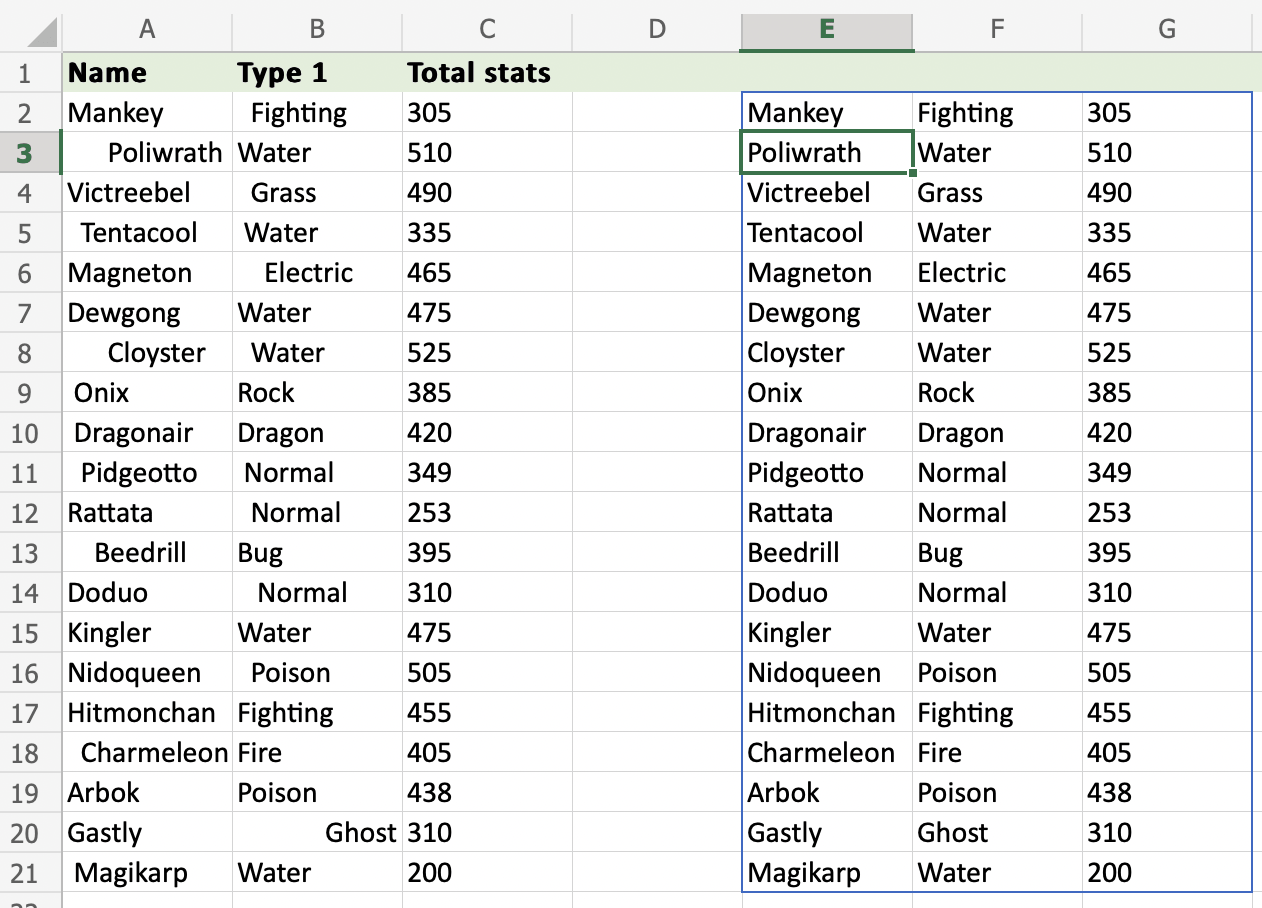 A B C D E F G
1 Name Type 1 Total stats
2 Mankey Fighting 305 Mankey Fighting 305
3 Poliwrath Water 510 Poliwrath Water 510
4 Victreebel Grass 490 Victreebel Grass 490
5 Tentacool Water 335 Tentacool Water 335
6 Magneton Electric 465 Magneton Electric 465
7 Dewgong Water 475 Dewgong Water 475
8 Cloyster Water 525 Cloyster Water 525
9 Onix Rock 385 Onix Rock 385
10 Dragonair Dragon 420 Dragonair Dragon 420
11 Pidgeotto Normal 349 Pidgeotto Normal 349
12 Rattata Normal 253 Rattata Normal 253
13 Beedrill Bug 395 Beedrill Bug 395
14 Doduo Normal 310 Doduo Normal 310
15 Kingler Water 475 Kingler Water 475
16 Nidoqueen Poison 505 Nidoqueen Poison 505
17 Hitmonchan Fighting 455 Hitmonchan Fighting 455
18 Charmeleon Fire 405 Charmeleon Fire 405
19 Arbok Poison 438 Arbok Poison 438
20 Gastly Ghost 310 Gastly Ghost 310
21 Magikarp Water 200 Magikarp Water 200